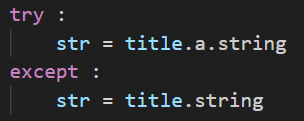 try :
    str = title.a.string
except :
    str = title.string